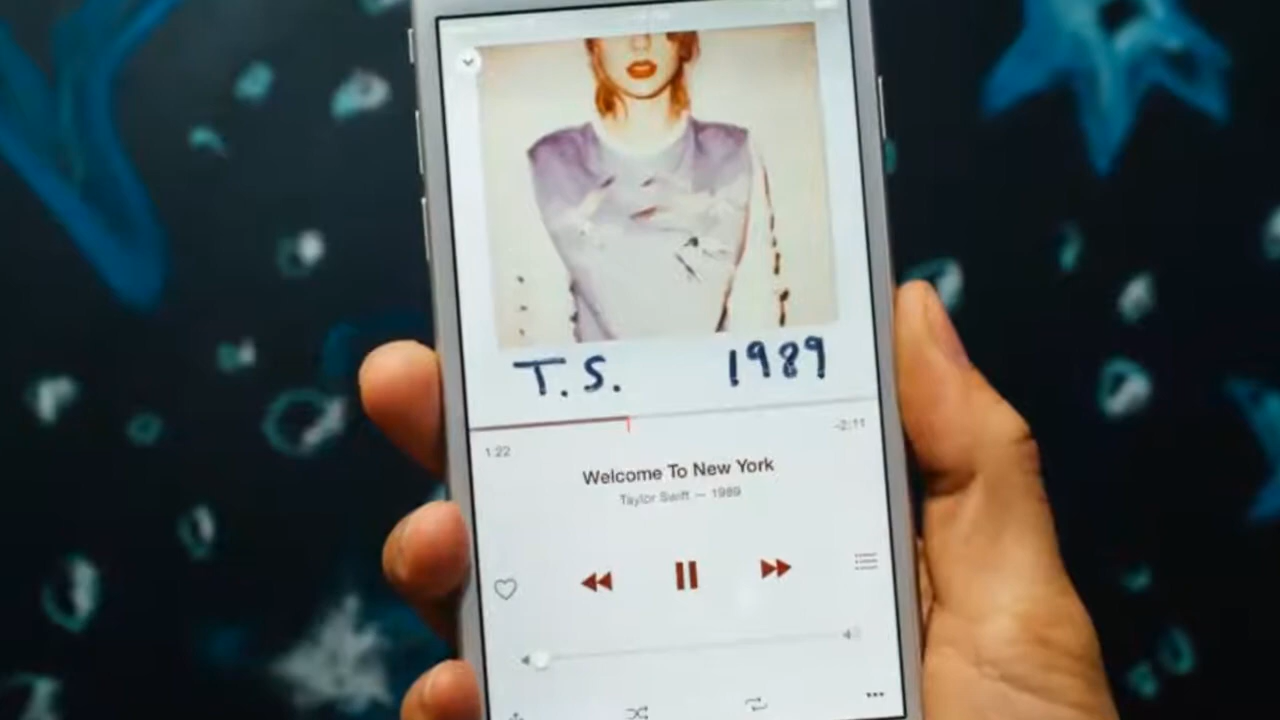 T.S. 1989
1:22 -2:11
Welcome To New York
Taylor Swift — 1989